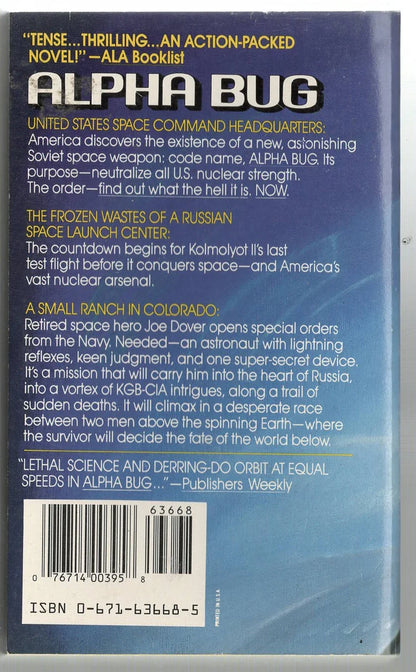 “TENSE...THRILLING...AN ACTION-PACKED
NOVEL!” —ALA Booklist
ALPHA BUG
UNITED STATES SPACE COMMAND HEADQUARTERS:
America discovers the existence of a new, astonishing
Soviet space weapon: code name, ALPHA BUG. Its
purpose—neutralize all U.S. nuclear strength.
The order—find out what the hell it is. NOW.
THE FROZEN WASTES OF A RUSSIAN
SPACE LAUNCH CENTER:
The countdown begins for Kolmolyot II's last
test flight before it conquers space—and America's
vast nuclear arsenal.
A SMALL RANCH IN COLORADO:
Retired space hero Joe Dover opens special orders
from the Navy. Needed—an astronaut with lightning
reflexes, keen judgment, and one super-secret device.
It's a mission that will carry him into the heart of Russia,
into a vortex of KGB-CIA intrigues, along a trail of
sudden deaths. It will climax in a desperate race
between two men above the spinning Earth—where
the survivor will decide the fate of the world below.
“LETHAL SCIENCE AND DERRING-DO ORBIT AT EQUAL
SPEEDS IN ALPHA BUG...”—Publishers Weekly
63668
0 76714 00395 8
ISBN 0-671-63668-5
PRINTED IN U.S.A.